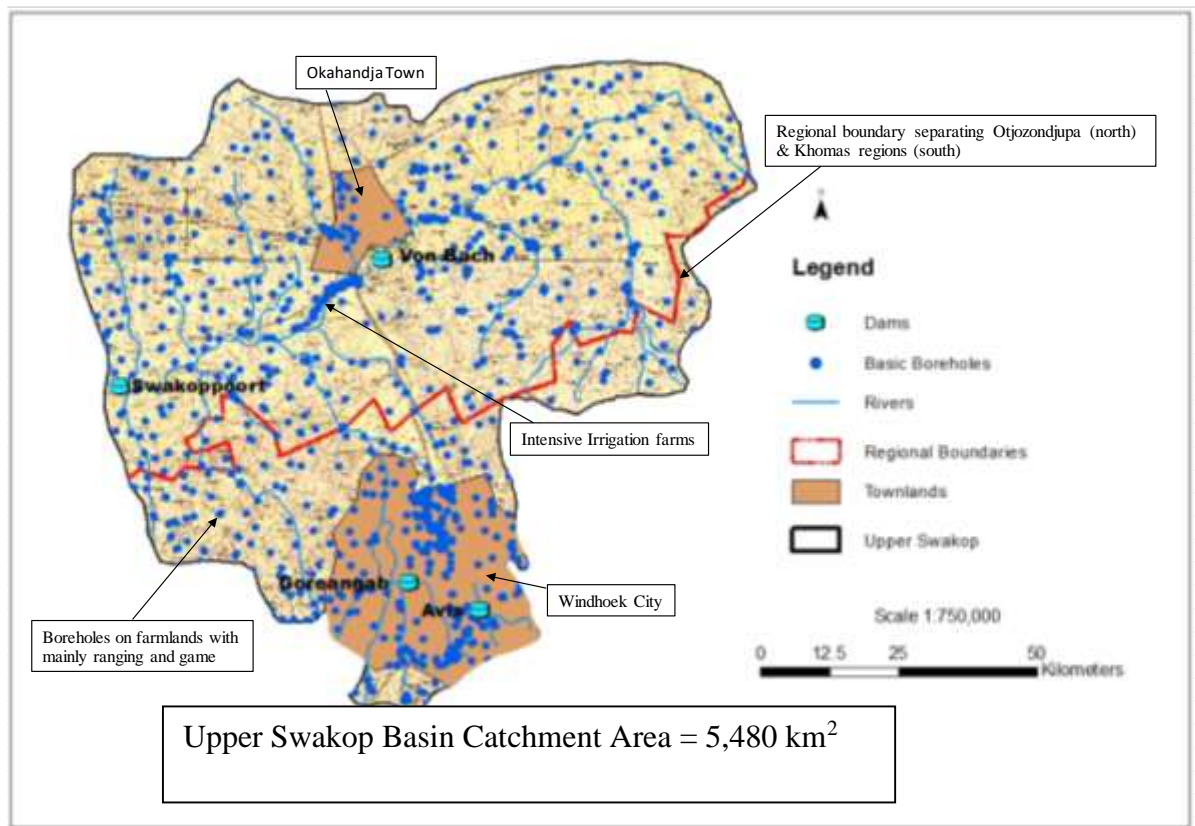 Okahandja Town
Regional boundary separating Otjozondjupa (north)
& Khomas regions (south)
Von Bach
Legend
Dams
Basic Boreholes
Swakoppoort
Rivers
Intensive Irrigation farms
Regional Boundaries
Townlands
Upper Swakop
Goreangab
Windhoek City
Avis
Boreholes on farmlands with
mainly ranging and game
Scale 1:750,000
0 12.5 25 50
Kilometers
Upper Swakop Basin Catchment Area = 5,480 km²